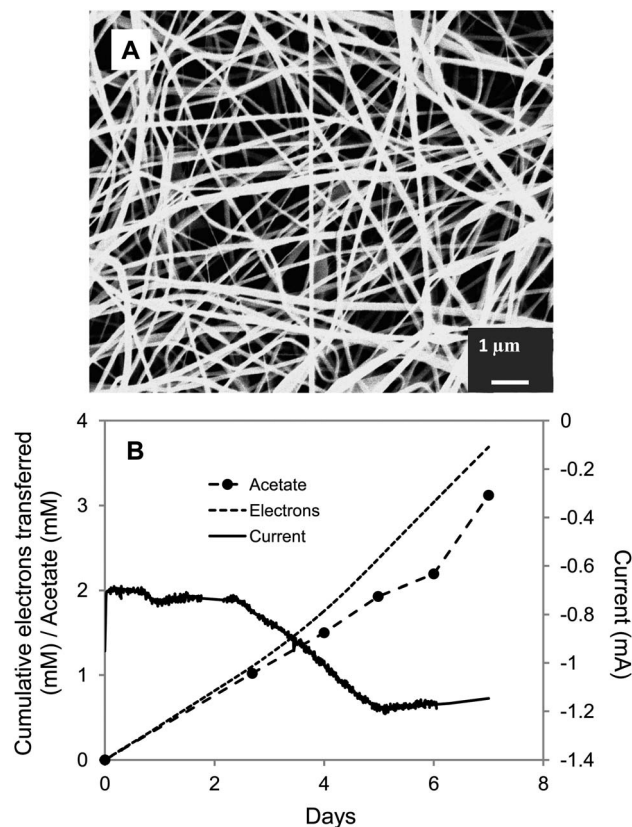 A
1 µm
B
Acetate
Electrons
Current
Cumulative electrons transferred
(mM) / Acetate (mM)
4
3
2
1
0
0
-0.2
-0.4
-0.6
-0.8
-1
-1.2
-1.4
Current (mA)
0 2 4 6 8
Days